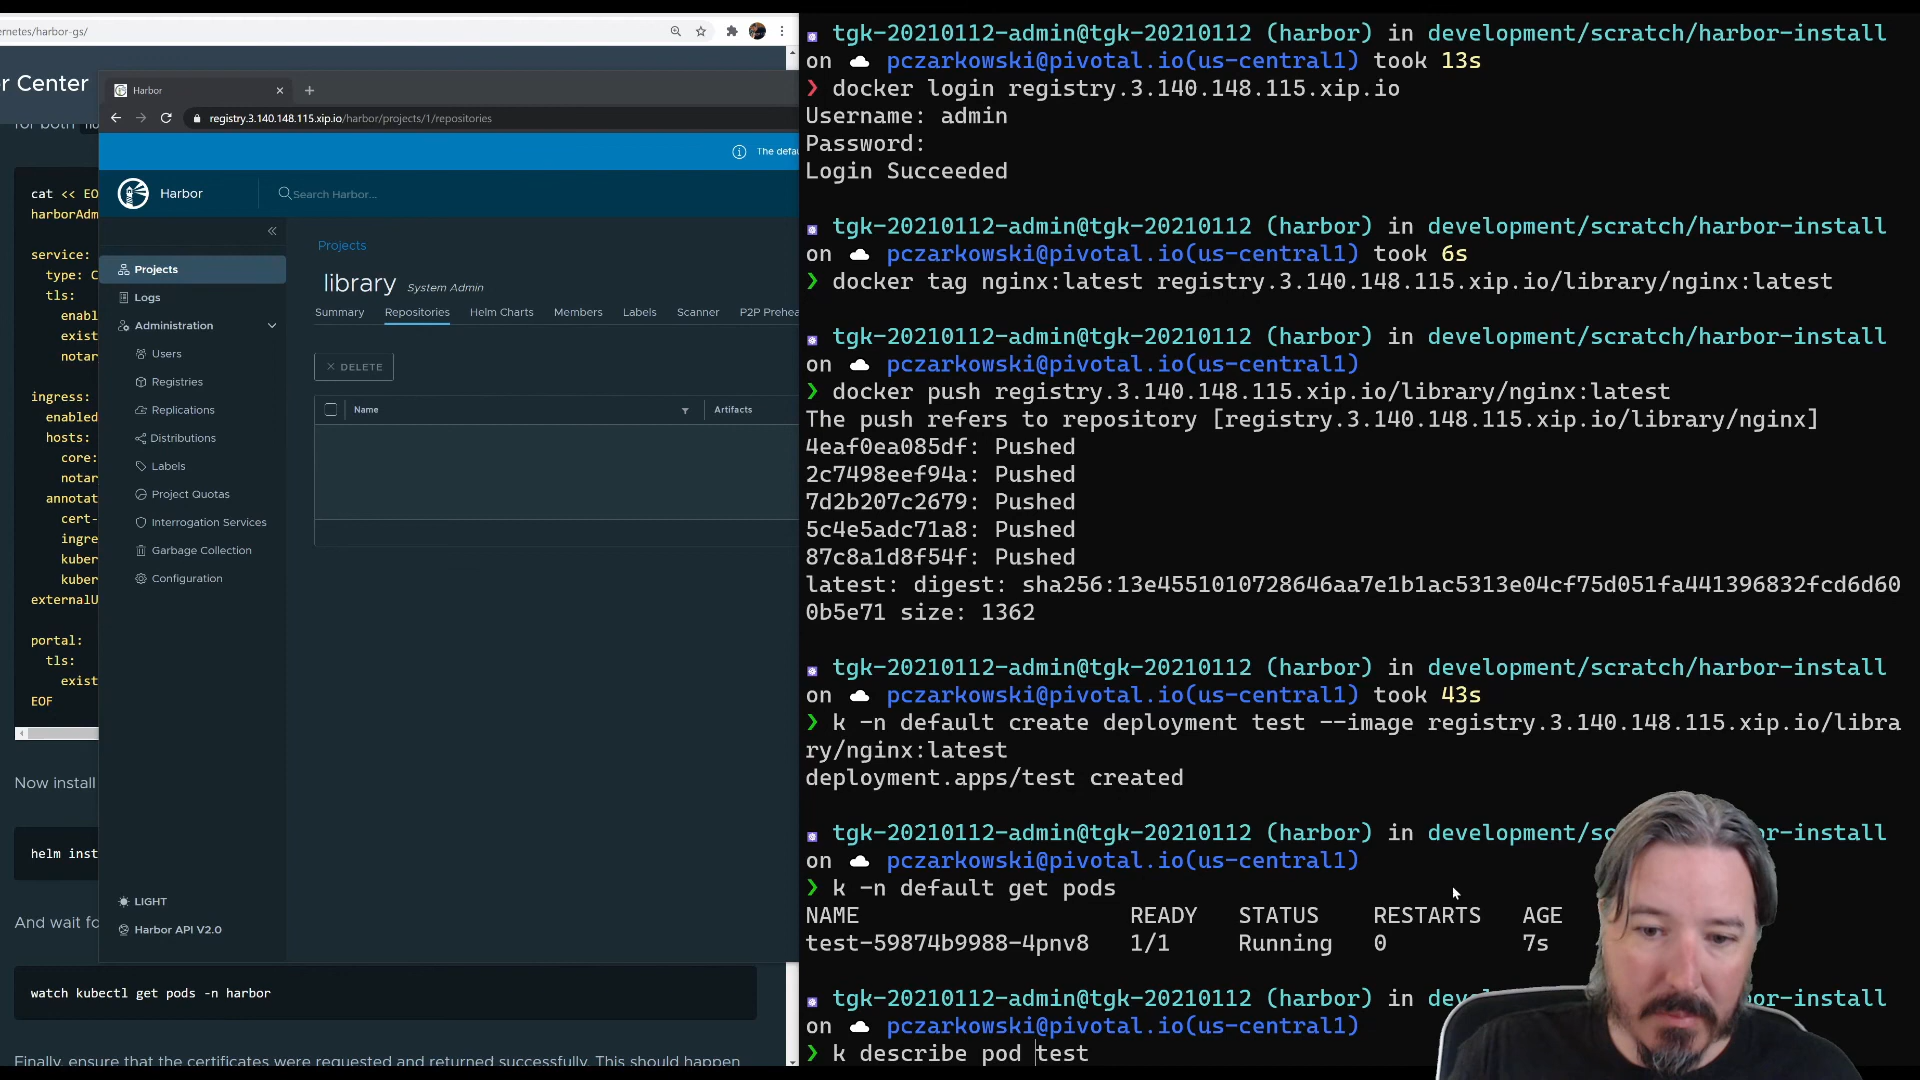 ernetes/harbor-gs/
or Center
for both
cat << EO
harborAdm
service:
type: C
tls:
enabl
exist
notar
ingress:
enabled
hosts:
core:
notar
annotat
cert-
ingre
kuber
kuber
externalU
portal:
tls:
exist
EOF
Now install
helm inst
And wait fo
watch kubectl get pods -n harbor
Finally, ensure that the certificates were requested and returned successfully. This should happen
Harbor
registry.3.140.148.115.xip.io/harbor/projects/1/repositories
The defau
Harbor
Search Harbor...
Projects
Logs
Administration
Users
Registries
Replications
Distributions
Labels
Project Quotas
Interrogation Services
Garbage Collection
Configuration
LIGHT
Harbor API V2.0
Projects
library System Admin
Summary Repositories Helm Charts Members Labels Scanner P2P Prehea
DELETE
Name Artifacts
tgk-20210112-admin@tgk-20210112 (harbor) in development/scratch/harbor-install
on pczarkowski@pivotal.io(us-central1) took 13s
❯ docker login registry.3.140.148.115.xip.io
Username: admin
Password:
Login Succeeded
tgk-20210112-admin@tgk-20210112 (harbor) in development/scratch/harbor-install
on pczarkowski@pivotal.io(us-central1) took 6s
❯ docker tag nginx:latest registry.3.140.148.115.xip.io/library/nginx:latest
tgk-20210112-admin@tgk-20210112 (harbor) in development/scratch/harbor-install
on pczarkowski@pivotal.io(us-central1)
❯ docker push registry.3.140.148.115.xip.io/library/nginx:latest
The push refers to repository [registry.3.140.148.115.xip.io/library/nginx]
4eaf0ea085df: Pushed
2c7498eef94a: Pushed
7d2b207c2679: Pushed
5c4e5adc71a8: Pushed
87c8a1d8f54f: Pushed
latest: digest: sha256:13e4551010728646aa7e1b1ac5313e04cf75d051fa441396832fcd6d60
0b5e71 size: 1362
tgk-20210112-admin@tgk-20210112 (harbor) in development/scratch/harbor-install
on pczarkowski@pivotal.io(us-central1) took 43s
❯ k -n default create deployment test --image registry.3.140.148.115.xip.io/libra
ry/nginx:latest
deployment.apps/test created
tgk-20210112-admin@tgk-20210112 (harbor) in development/sc or-install
on pczarkowski@pivotal.io(us-central1)
❯ k -n default get pods
NAME READY STATUS RESTARTS AGE
test-59874b9988-4pnv8 1/1 Running 0 7s
tgk-20210112-admin@tgk-20210112 (harbor) in dev or-install
on pczarkowski@pivotal.io(us-central1)
❯ k describe pod test